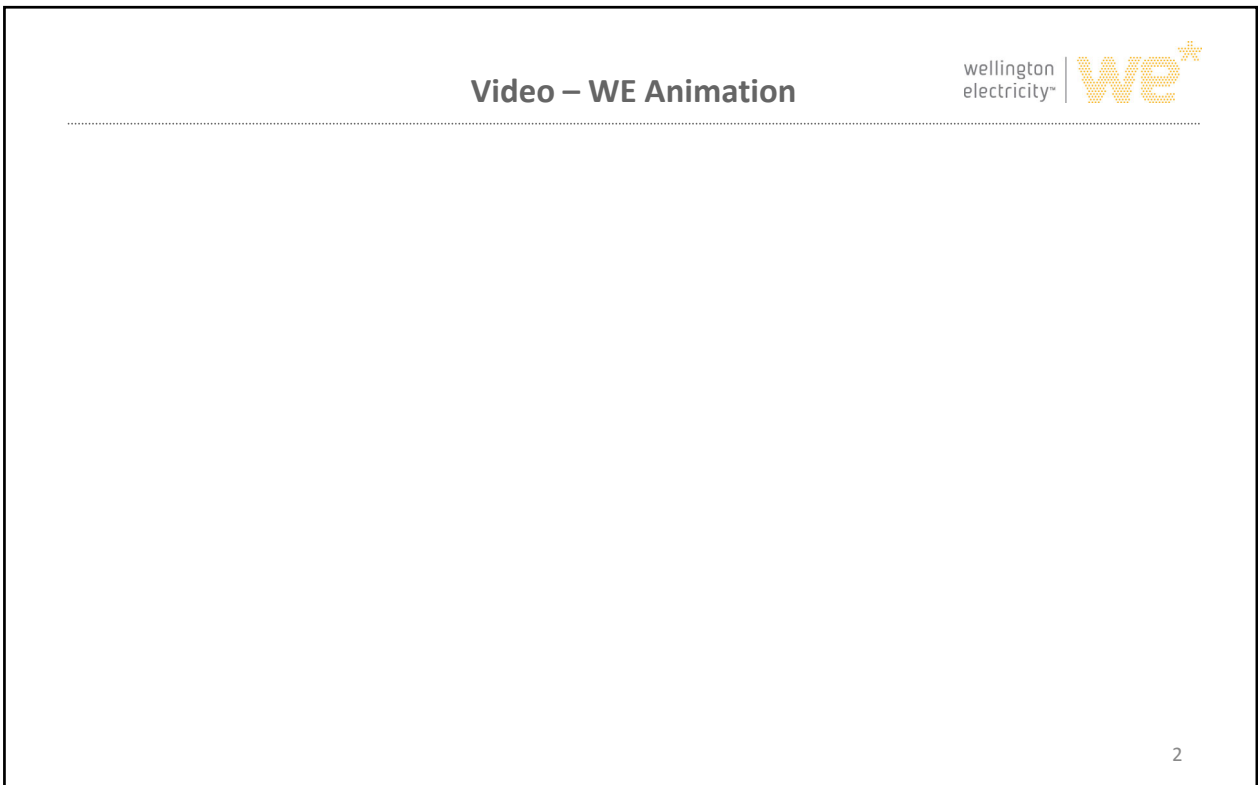 Video – WE Animation
wellington
electricity™
we*
2